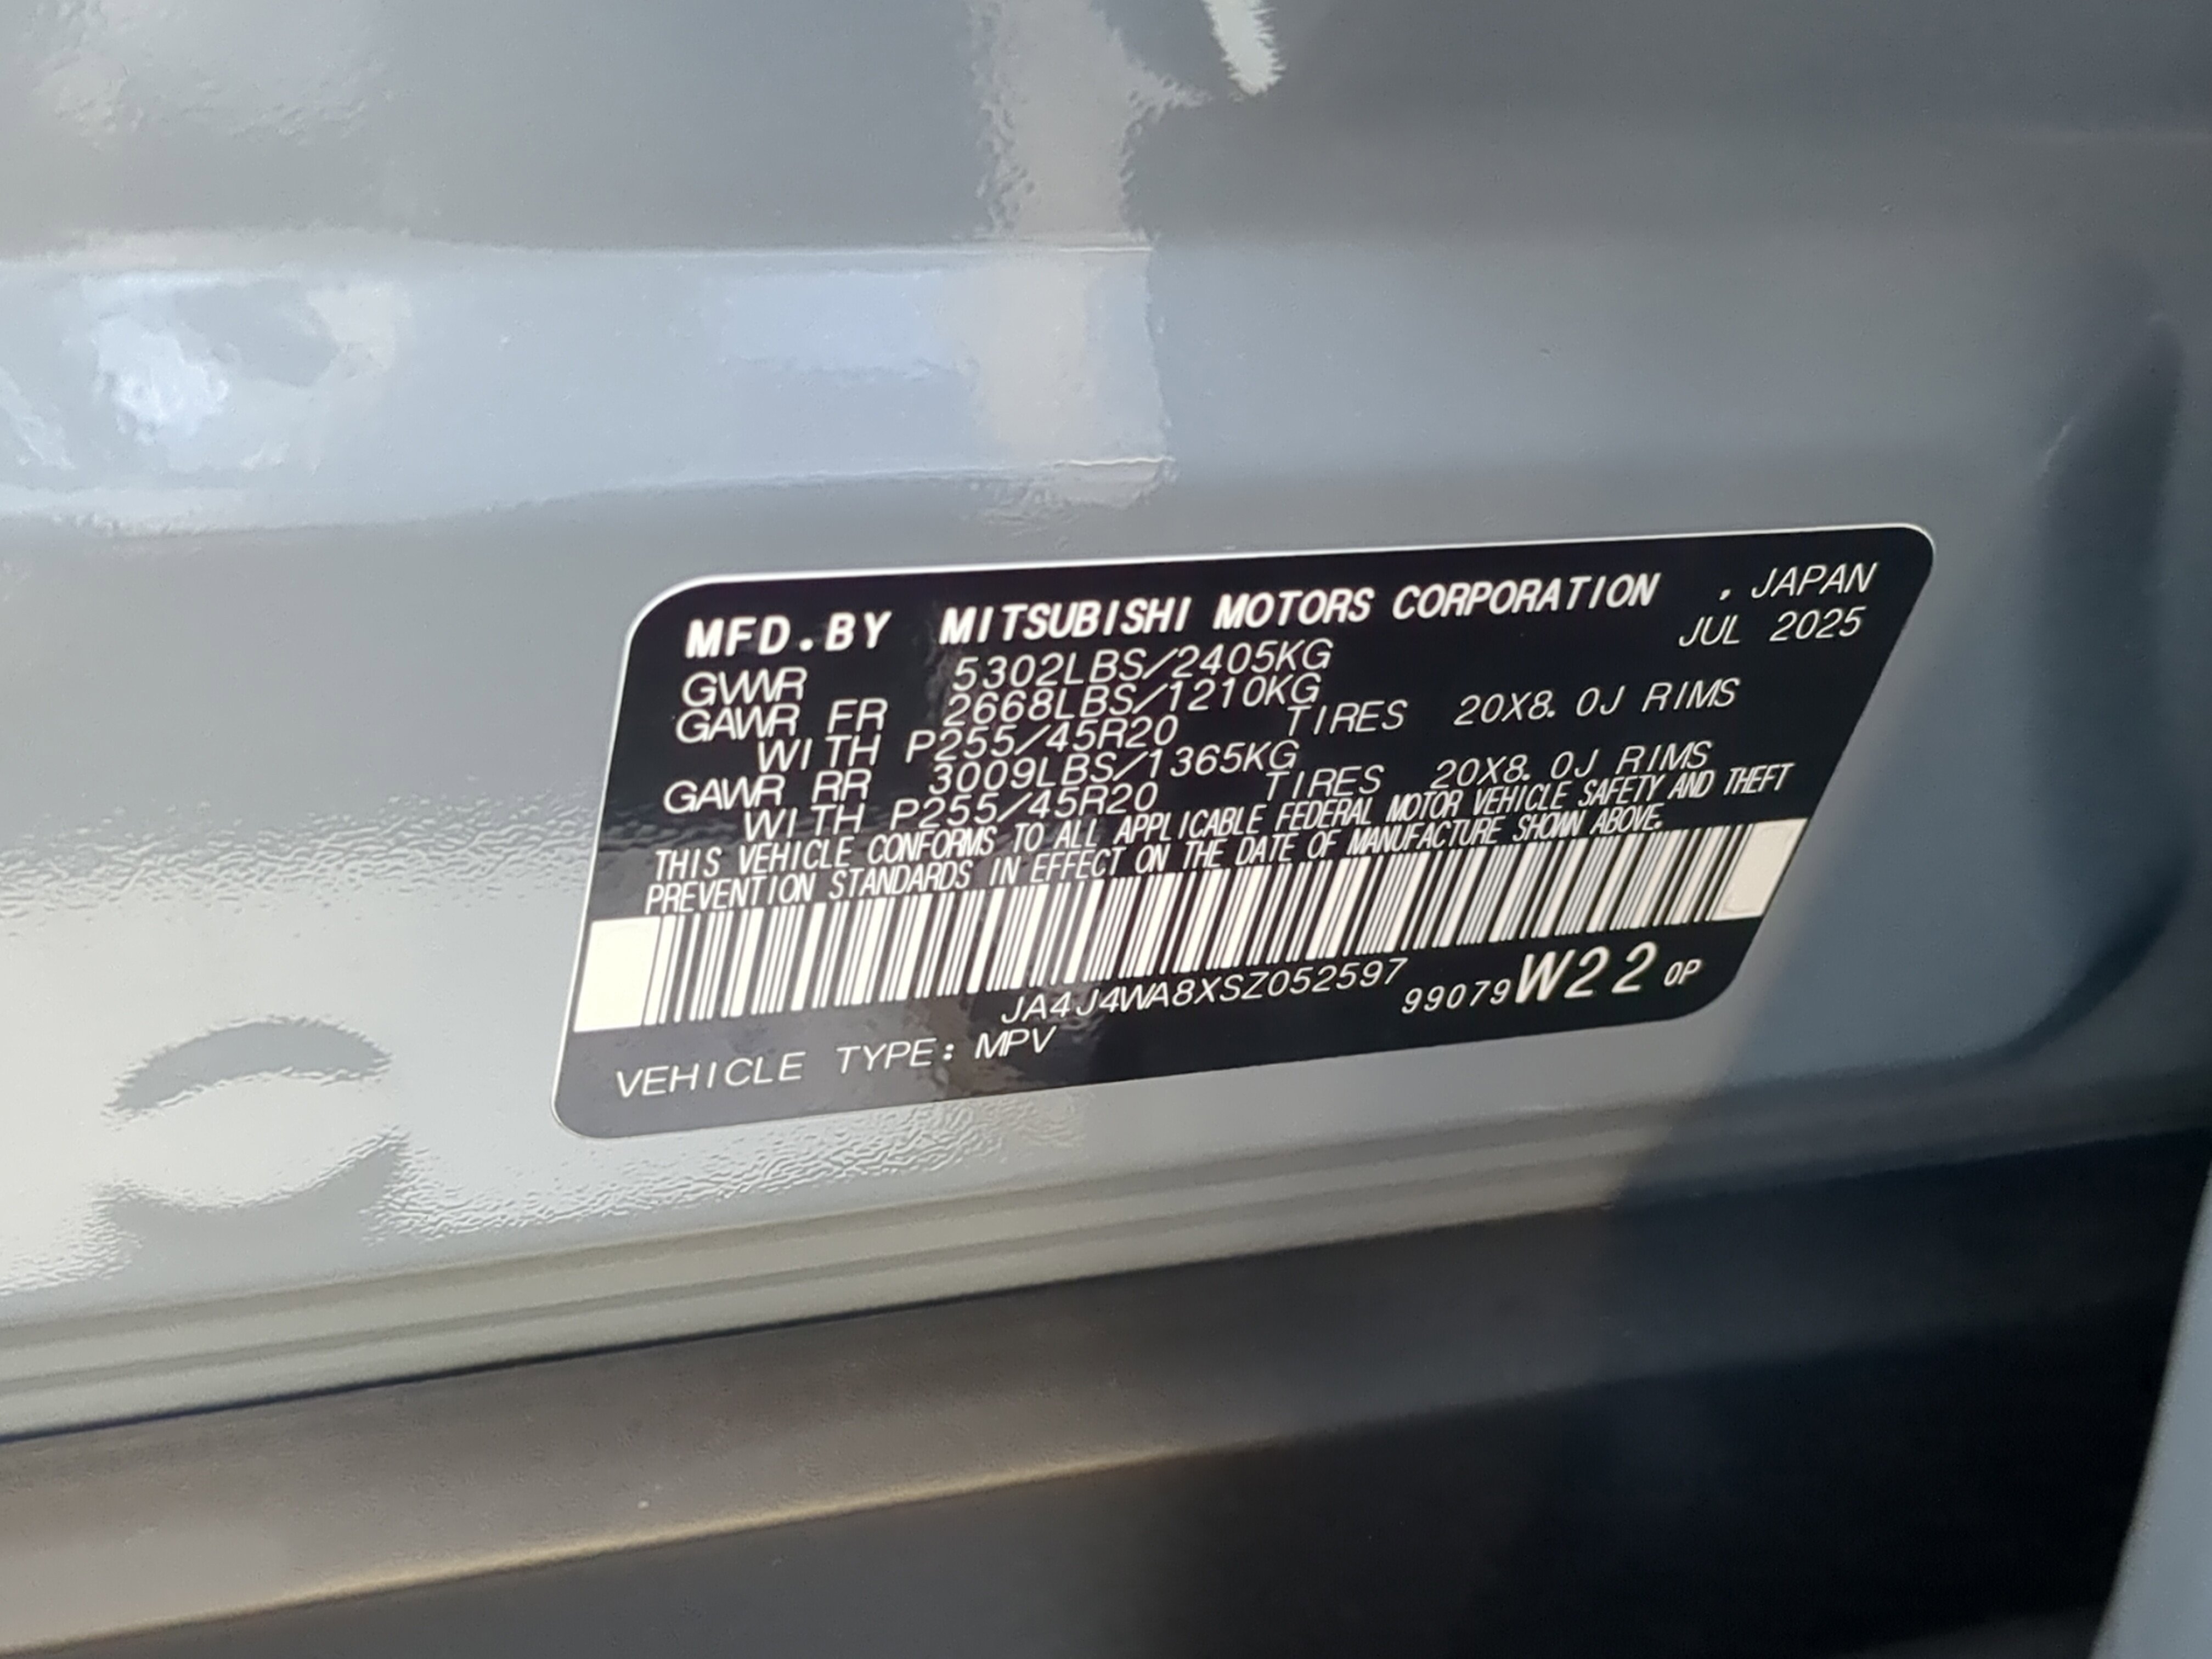 MFD.BY MITSUBISHI MOTORS CORPORATION , JAPAN
JUL 2025
GVWR 5302LBS/2405KG
GAWR FR 2668LBS/1210KG
WITH P255/45R20 TIRES 20X8.0J RIMS
GAWR RR 3009LBS/1365KG
WITH P255/45R20 TIRES 20X8.0J RIMS
THIS VEHICLE CONFORMS TO ALL APPLICABLE FEDERAL MOTOR VEHICLE SAFETY AND THEFT
PREVENTION STANDARDS IN EFFECT ON THE DATE OF MANUFACTURE SHOWN ABOVE.
JA4J4WA8XSZ052597
99079W22 0P
VEHICLE TYPE: MPV